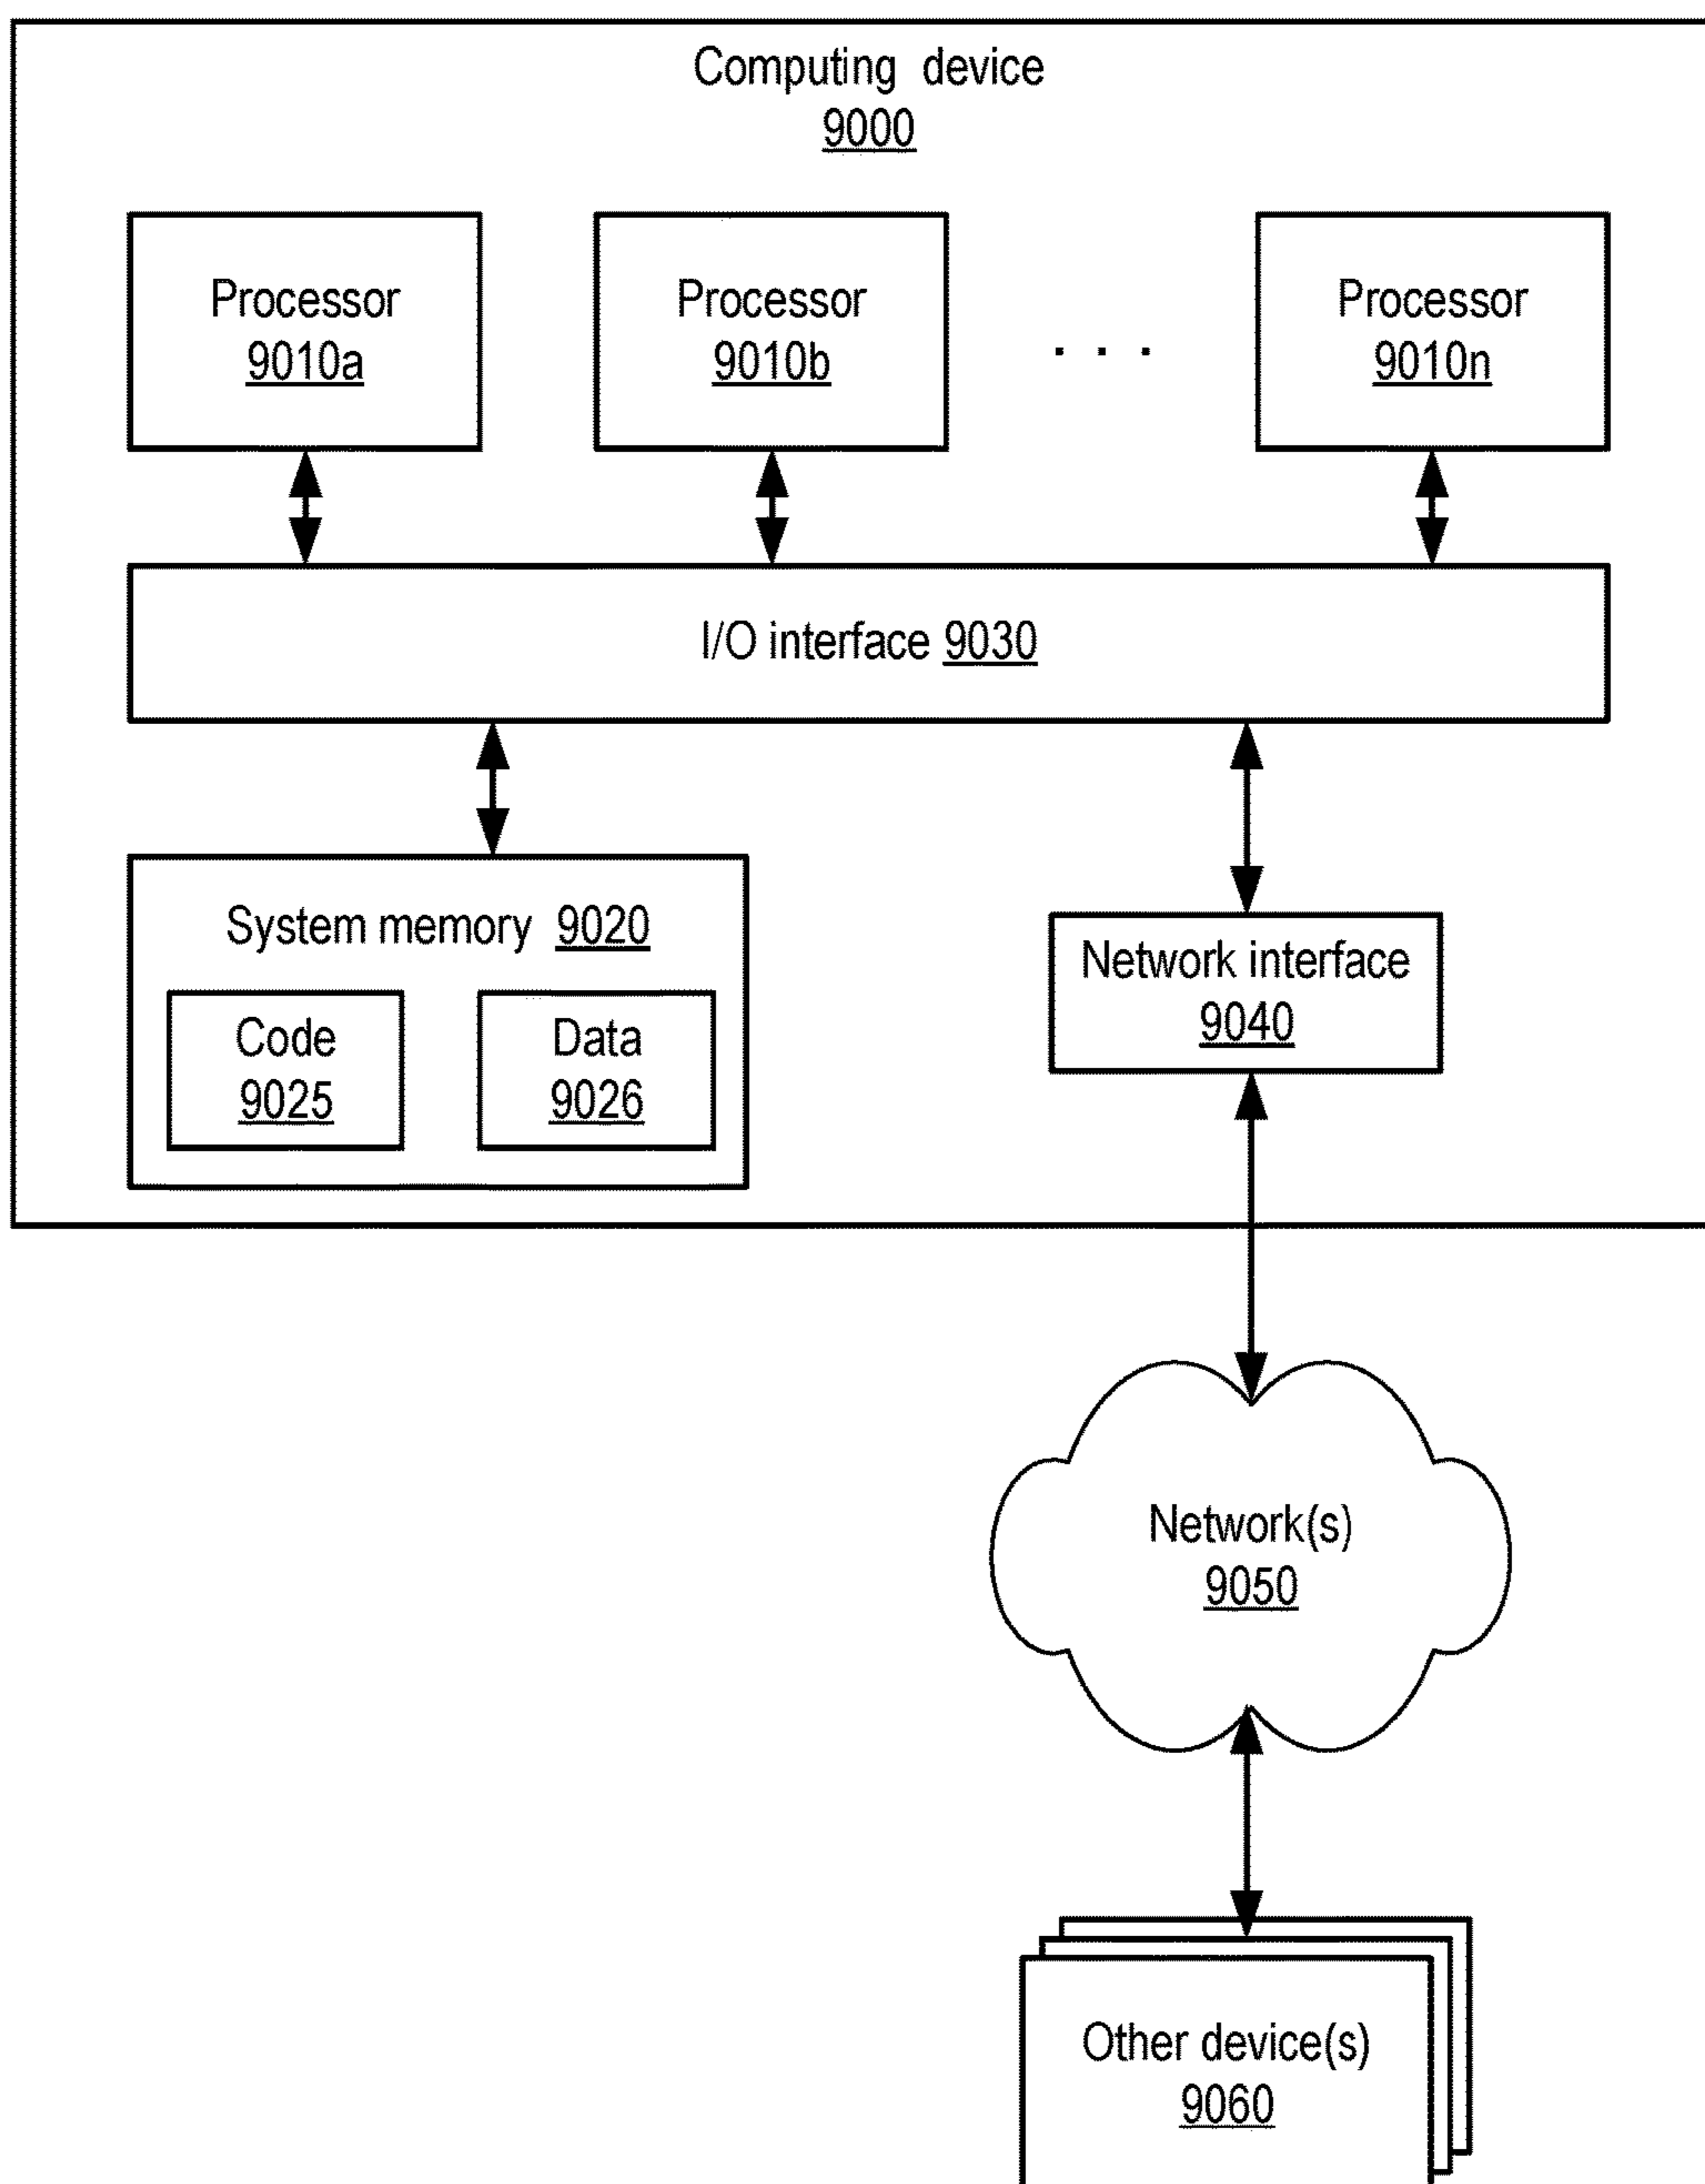 Computing device
9000
Processor
9010a
Processor
9010b
. . .
Processor
9010n
I/O interface 9030
System memory 9020
Code
9025
Data
9026
Network interface
9040
Network(s)
9050
Other device(s)
9060